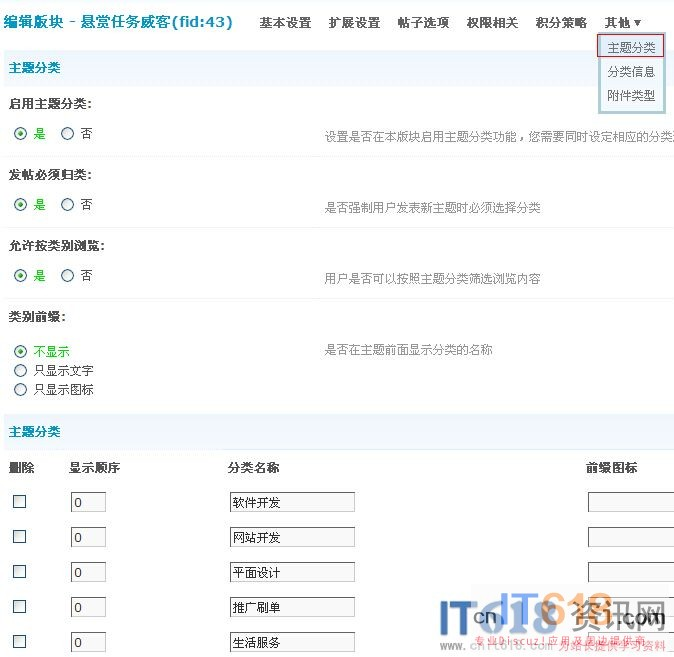 编辑版块 - 悬赏任务威客(fid:43) 基本设置 扩展设置 帖子选项 权限相关 积分策略 其他▼
主题分类
分类信息
附件类型
主题分类
启用主题分类:
是 否 设置是否在本版块启用主题分类功能，您需要同时设定相应的分类
发帖必须归类:
是 否 是否强制用户发表新主题时必须选择分类
允许按类别浏览:
是 否 用户是否可以按照主题分类筛选浏览内容
类别前缀:
不显示 是否在主题前面显示分类的名称
只显示文字
只显示图标
主题分类
删除 显示顺序 分类名称 前缀图标
0 软件开发
0 网站开发
0 平面设计
0 推广刷单
0 生活服务
IT618 资讯网
cn .com
专业Discuz!应用及周边提供商
为站长提供学习资料